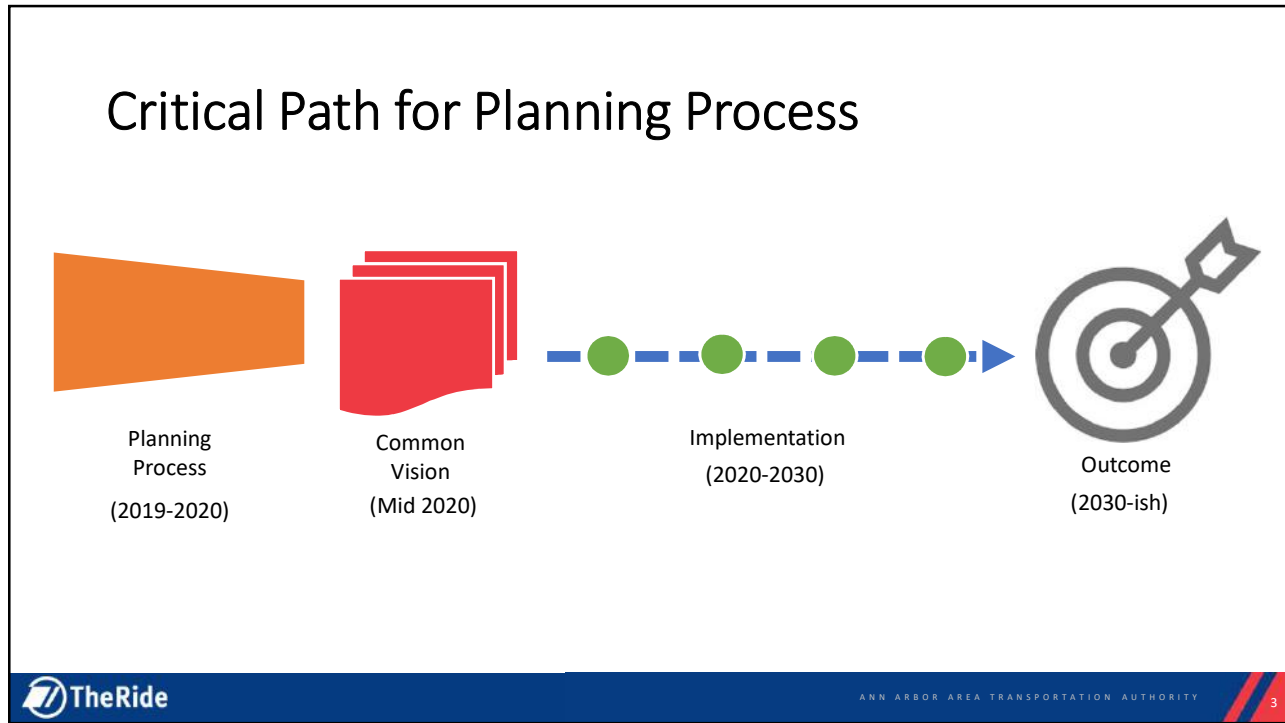 Critical Path for Planning Process
Planning
Process
(2019-2020)
Common
Vision
(Mid 2020)
Implementation
(2020-2030)
Outcome
(2030-ish)
TheRide
ANN ARBOR AREA TRANSPORTATION AUTHORITY
3